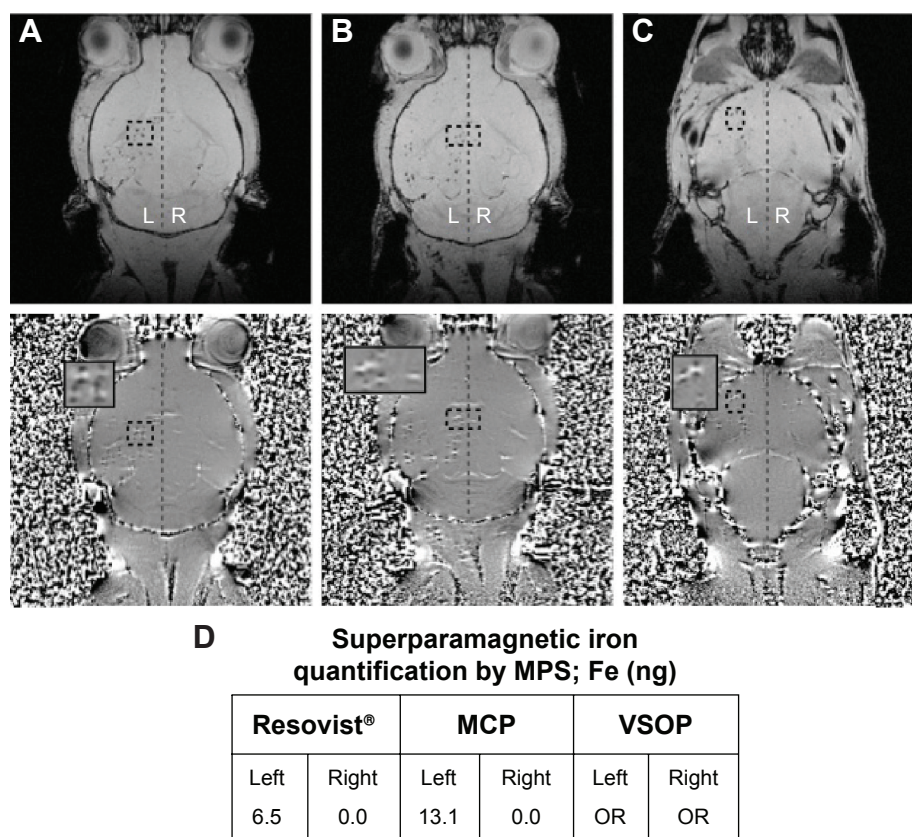 A B C
L R L R L R
D Superparamagnetic iron
quantification by MPS; Fe (ng)
Resovist® MCP VSOP
Left Right Left Right Left Right
6.5 0.0 13.1 0.0 OR OR